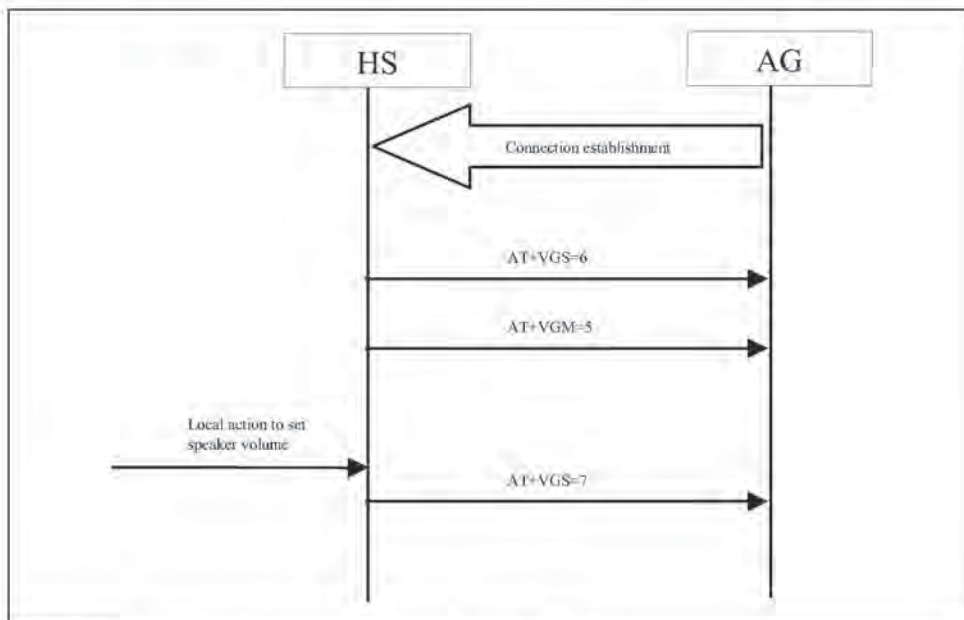 HS
AG
Connection establishment
AT+VGS=6
AT+VGM=5
Local action to set
speaker volume
AT+VGS=7